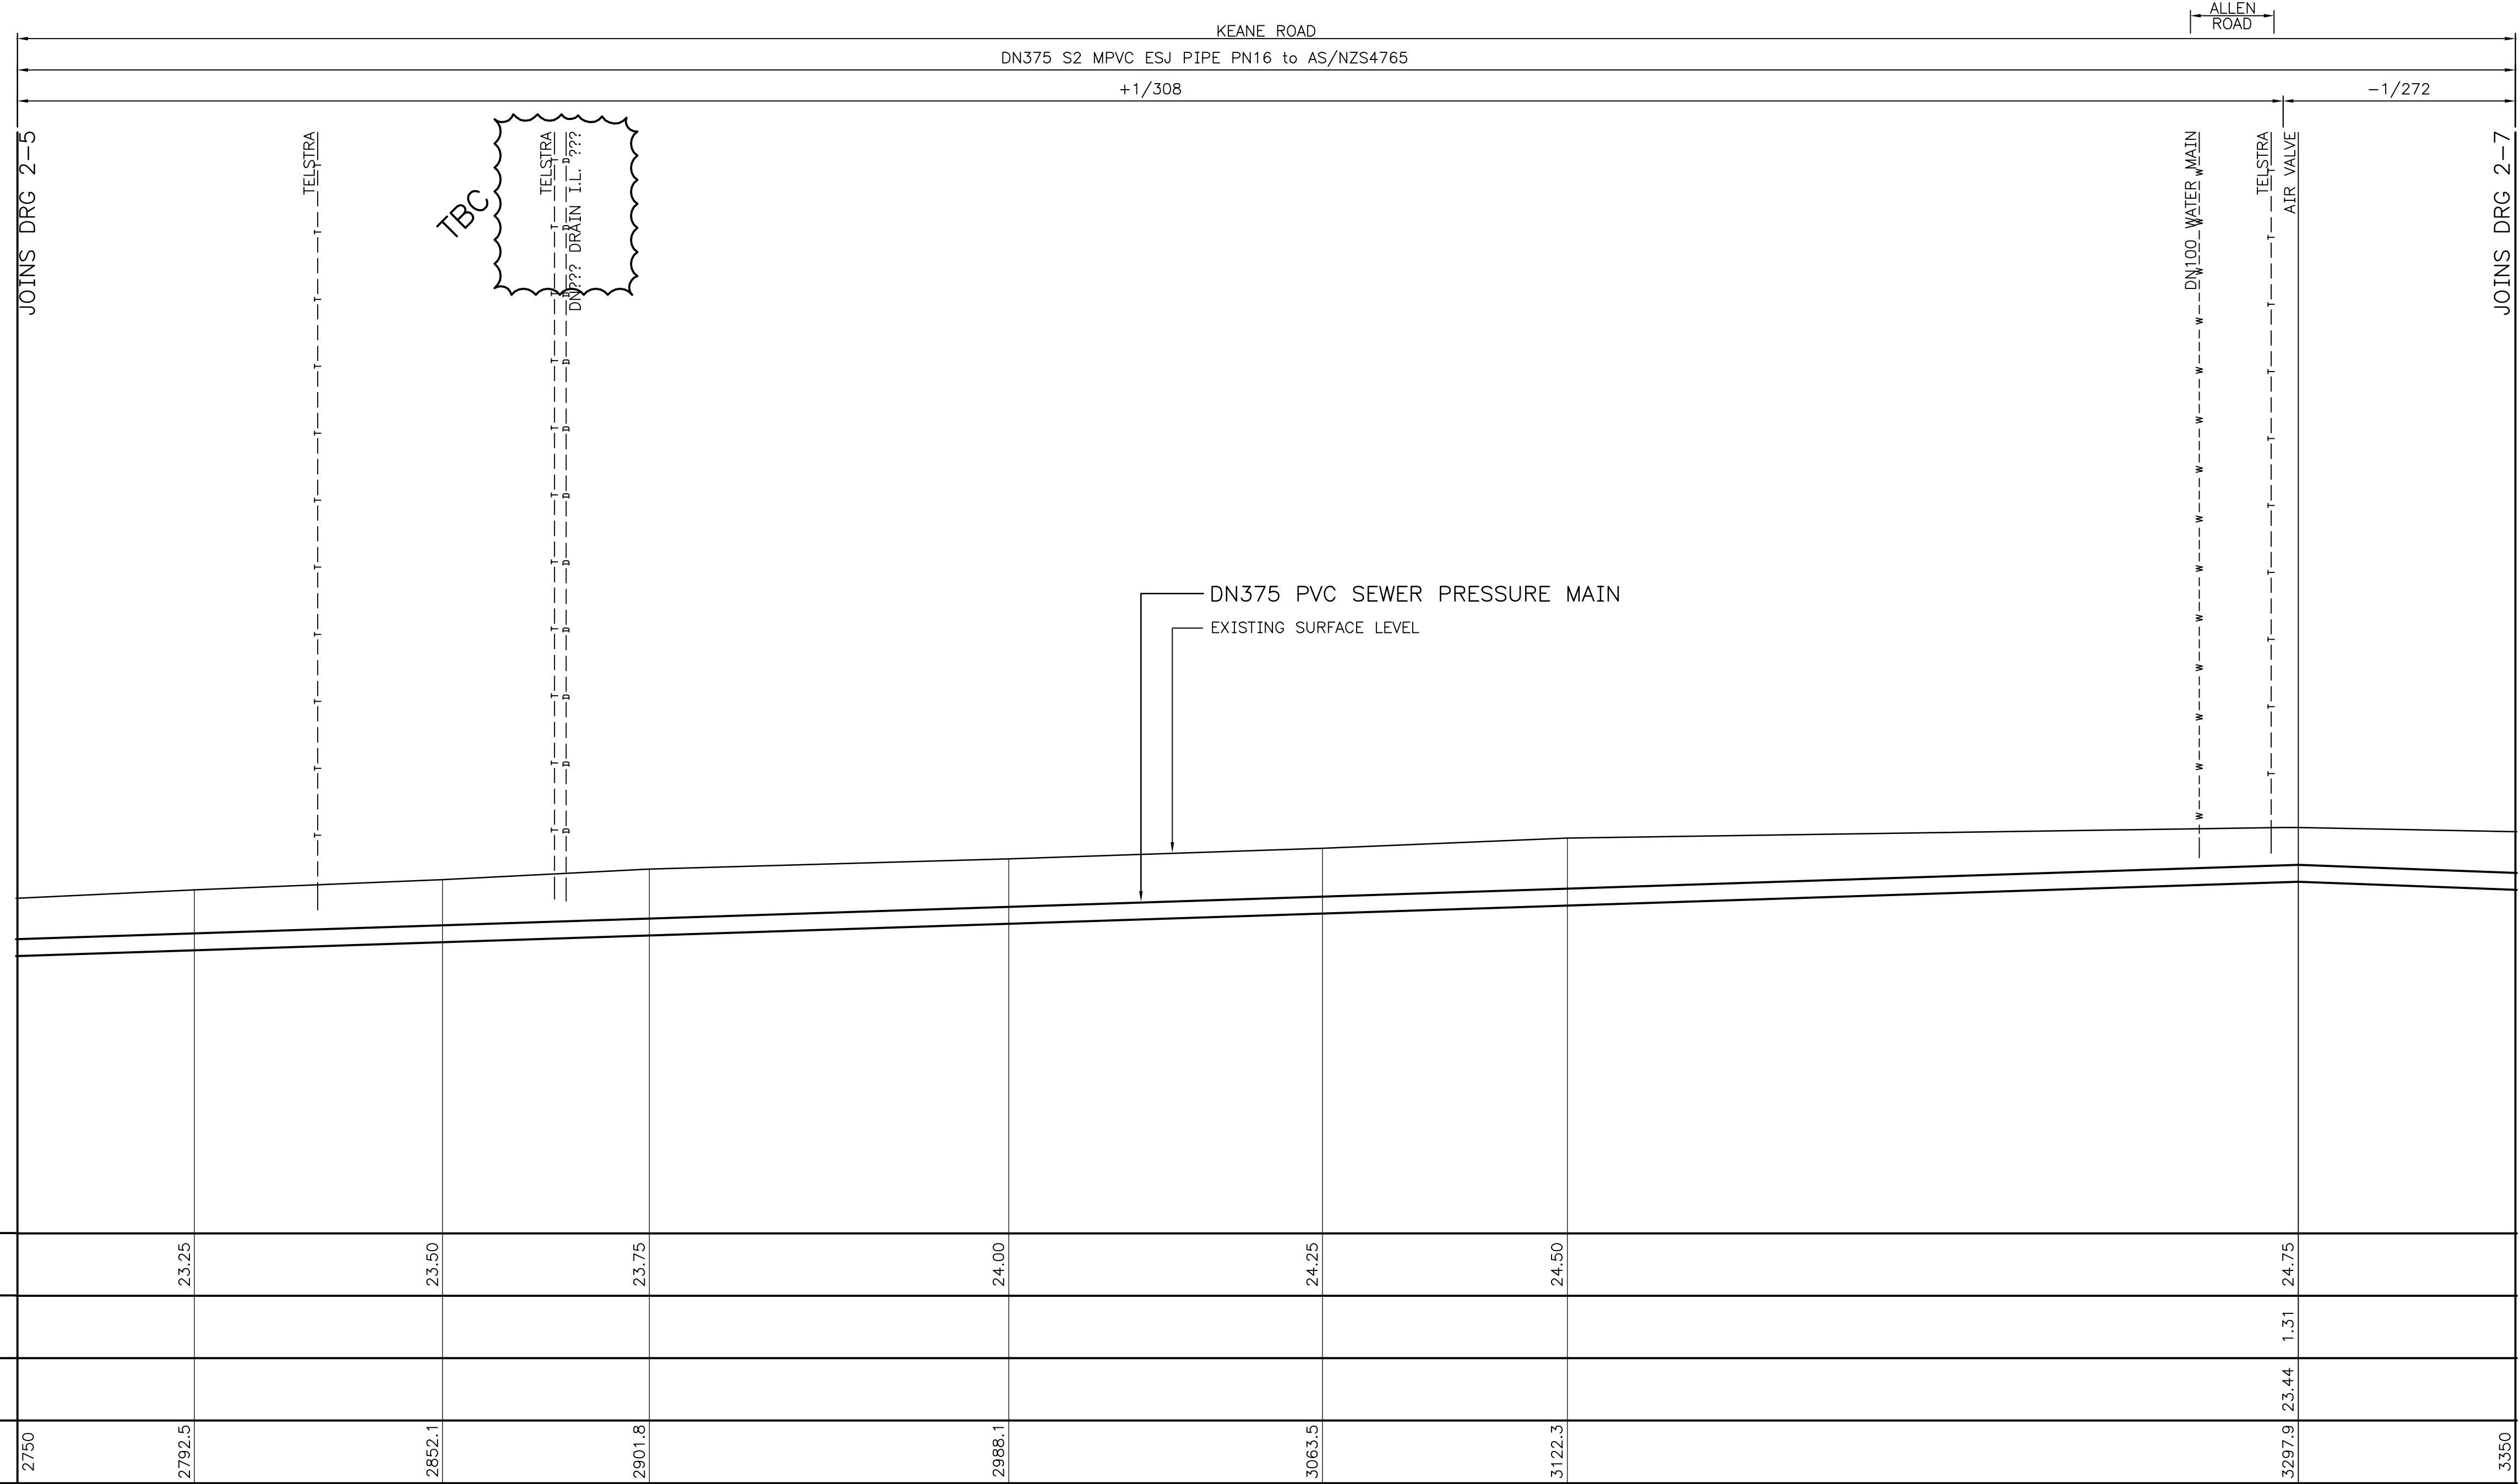 ALLEN
ROAD
KEANE ROAD
DN375 S2 MPVC ESJ PIPE PN16 to AS/NZS4765
+1/308
-1/272
JOINS DRG 2-5
TELSTRA
TBC
TELSTRA
DN??? DRAIN I.L. ???
DN100 WATER MAIN
TELSTRA
AIR VALVE
JOINS DRG 2-7
DN375 PVC SEWER PRESSURE MAIN
EXISTING SURFACE LEVEL
23.25
23.50
23.75
24.00
24.25
24.50
24.75
1.31
23.44
2750
2792.5
2852.1
2901.8
2988.1
3063.5
3122.3
3297.9
3350